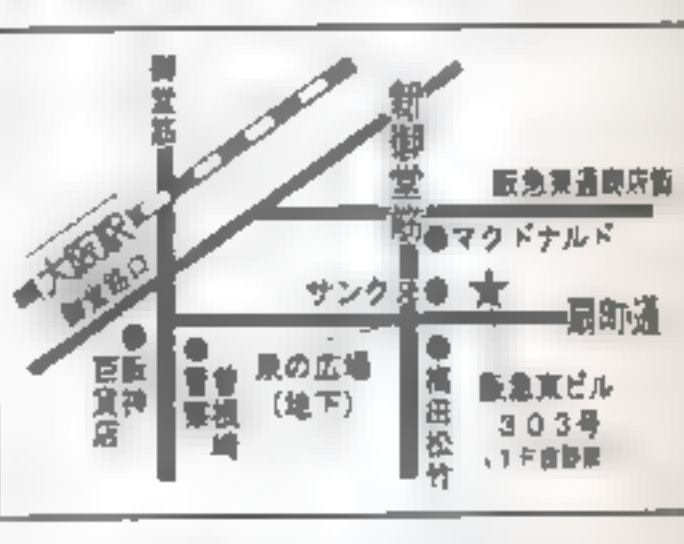 御堂筋
新御堂筋
阪急東通商店街
大阪駅
御堂筋口
マクドナルド
サンク
扇町通
阪神
百貨店
曽根崎
警察
泉の広場
(地下)
梅田松竹
阪急東ビル
303号